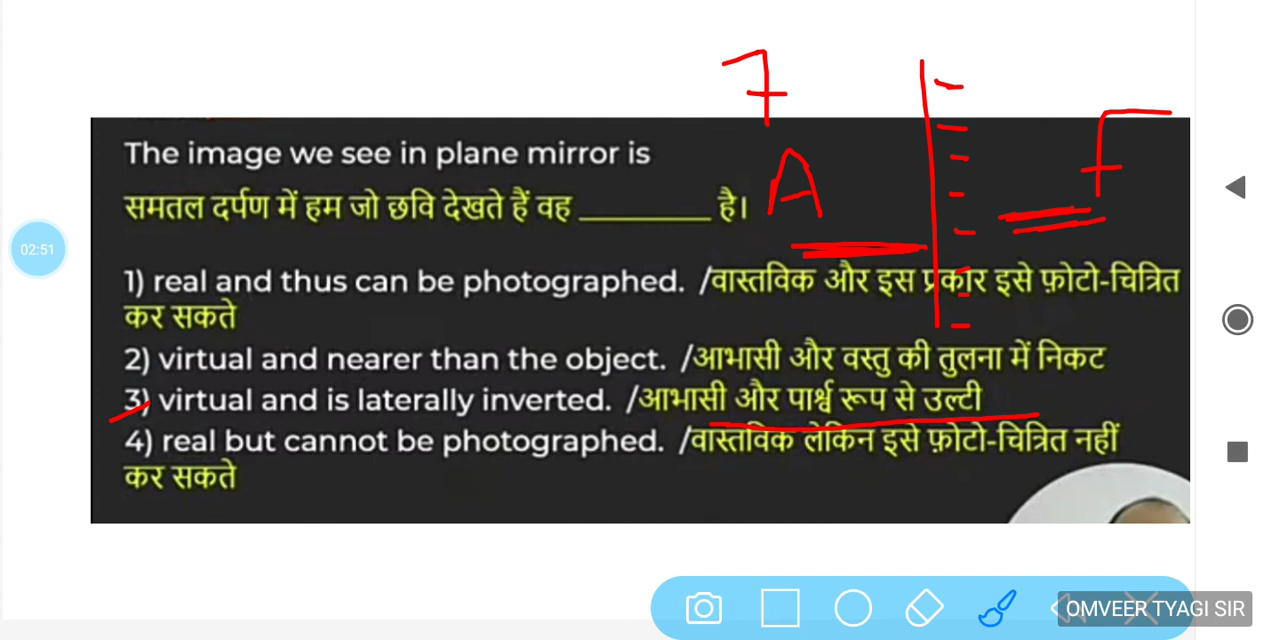 7
F
The image we see in plane mirror is
A
समतल दर्पण में हम जो छवि देखते हैं वह ________ है।
02:51
1) real and thus can be photographed. /वास्तविक और इस प्रकार इसे फ़ोटो-चित्रित
कर सकते
2) virtual and nearer than the object. /आभासी और वस्तु की तुलना में निकट
3) virtual and is laterally inverted. /आभासी और पार्श्व रूप से उल्टी
4) real but cannot be photographed. /वास्तविक लेकिन इसे फ़ोटो-चित्रित नहीं
कर सकते
OMVEER TYAGI SIR